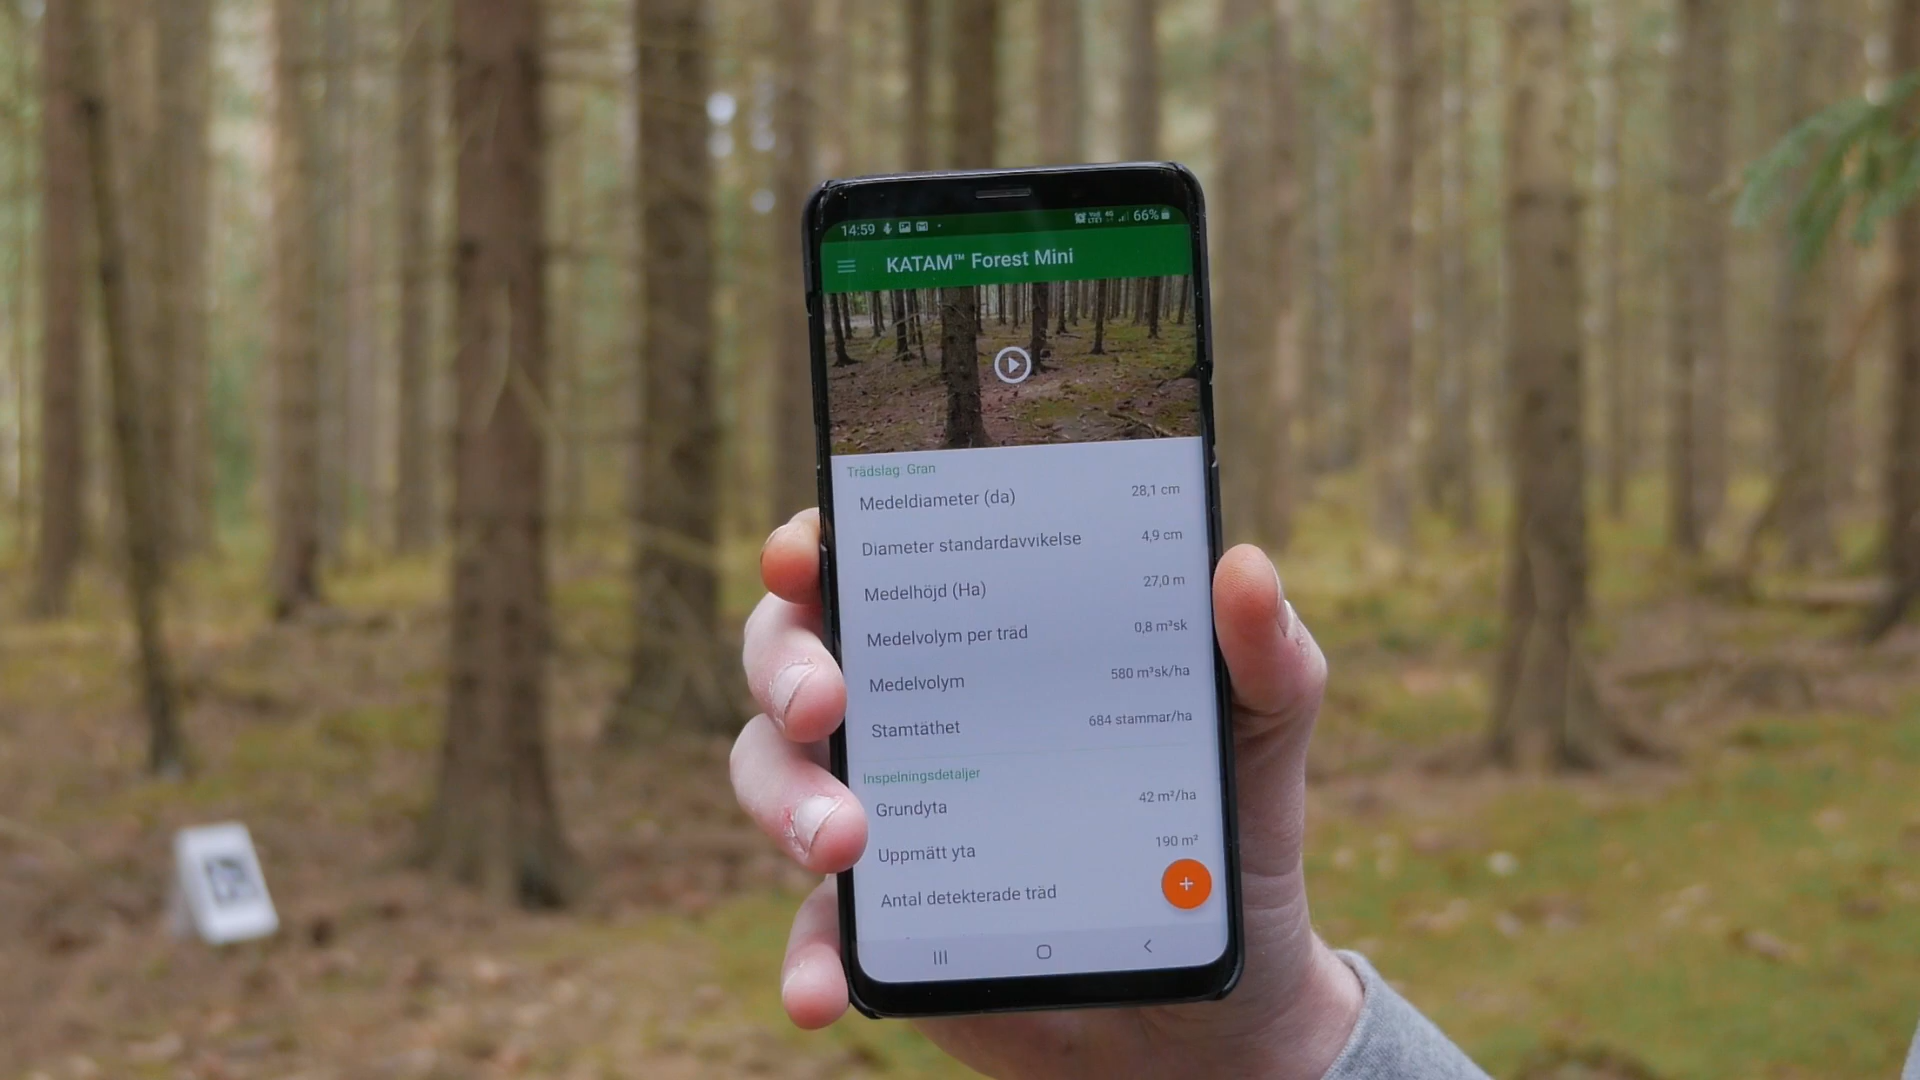 14:59 66%
KATAM™ Forest Mini
Trädslag: Gran
Medeldiameter (da) 28,1 cm
Diameter standardavvikelse 4,9 cm
Medelhöjd (Ha) 27,0 m
Medelvolym per träd 0,8 m³sk
Medelvolym 580 m³sk/ha
Stamtäthet 684 stammar/ha
Inspelningsdetaljer
Grundyta 42 m²/ha
Uppmätt yta 190 m²
Antal detekterade träd